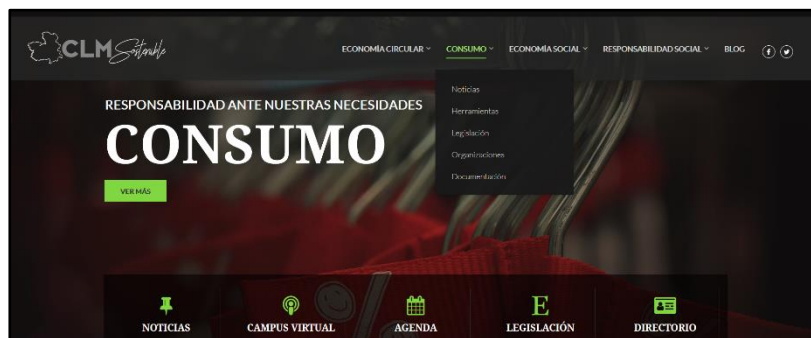 CLM Sostenible
ECONOMÍA CIRCULAR CONSUMO ECONOMÍA SOCIAL RESPONSABILIDAD SOCIAL BLOG
Noticias
Herramientas
Legislación
Organizaciones
Documentación
RESPONSABILIDAD ANTE NUESTRAS NECESIDADES
CONSUMO
VER MÁS
E
NOTICIAS CAMPUS VIRTUAL AGENDA LEGISLACIÓN DIRECTORIO